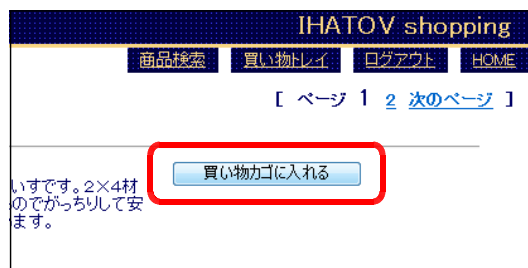 IHATOV shopping
商品検索 買い物トレイ ログアウト HOME
[ ページ 1 2 次のページ ]
買い物カゴに入れる
いすです。2×4材
のでがっちりして安
ます。